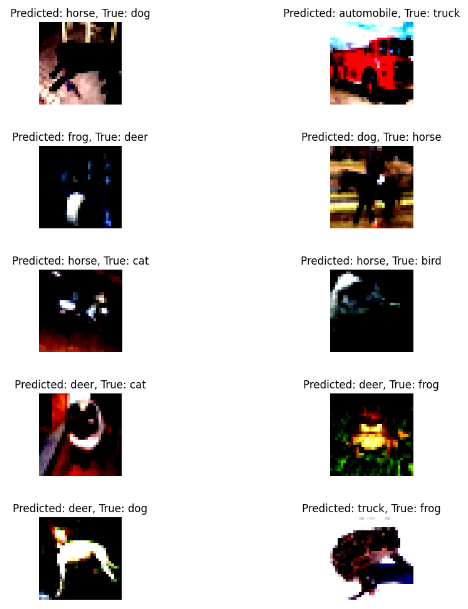 Predicted: horse, True: dog
Predicted: automobile, True: truck
Predicted: frog, True: deer
Predicted: dog, True: horse
Predicted: horse, True: cat
Predicted: horse, True: bird
Predicted: deer, True: cat
Predicted: deer, True: frog
Predicted: deer, True: dog
Predicted: truck, True: frog